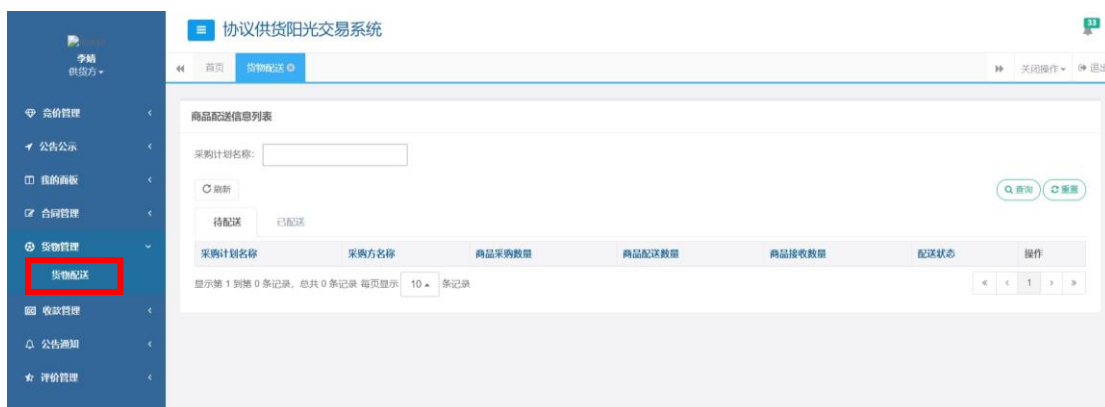 协议供货阳光交易系统
33
李婧
供货方
首页
货物配送
关闭操作
退出
竞价管理
公告公示
我的面板
合同管理
货物管理
货物配送
收款管理
公告通知
评价管理
商品配送信息列表
采购计划名称:
刷新
查询
重置
待配送
已配送
采购计划名称 采购方名称 商品采购数量 商品配送数量 商品接收数量 配送状态 操作
显示第 1 到第 0 条记录，总共 0 条记录 每页显示 10 条记录
« ‹ 1 › »